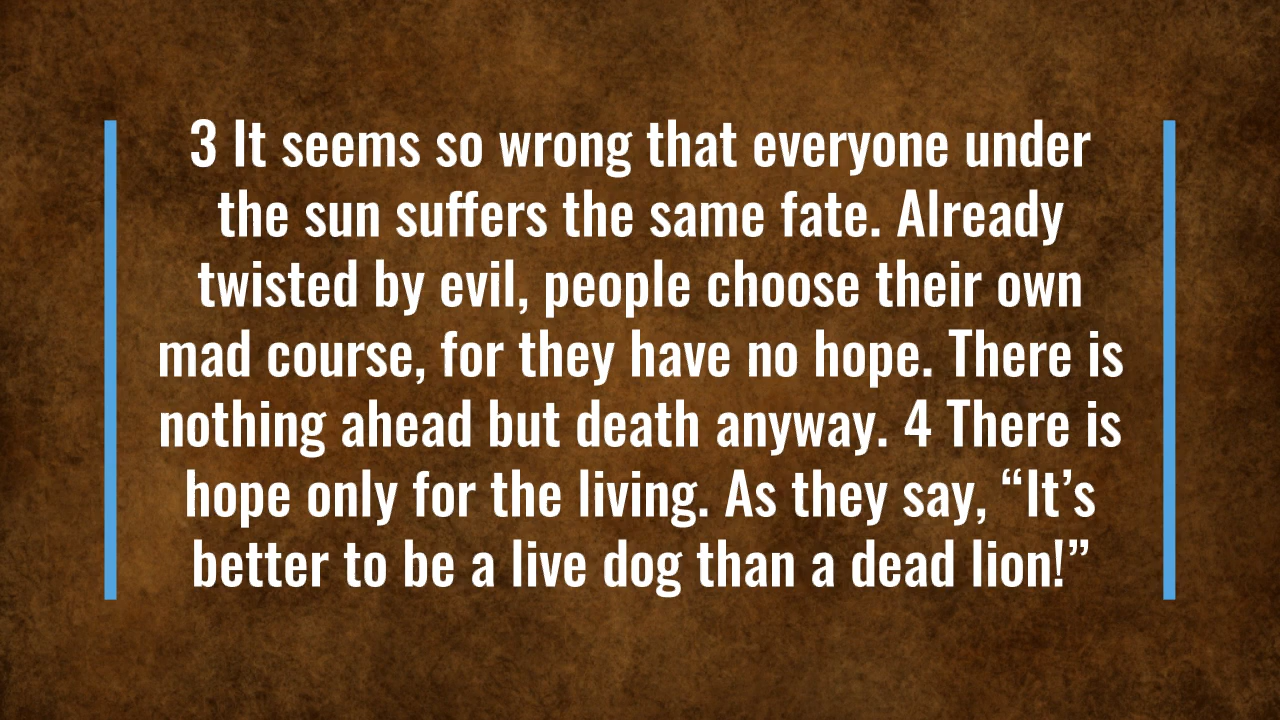 3 It seems so wrong that everyone under
the sun suffers the same fate. Already
twisted by evil, people choose their own
mad course, for they have no hope. There is
nothing ahead but death anyway. 4 There is
hope only for the living. As they say, “It’s
better to be a live dog than a dead lion!”